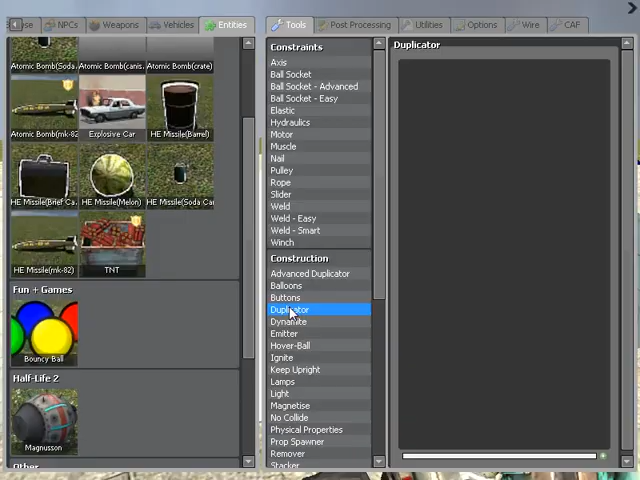 use
NPCs
Weapons
Vehicles
Entities
Tools
Post Processing
Utilities
Options
Wire
CAF
Atomic Bomb(Soda
Atomic Bomb(canis.
Atomic Bomb(crate)
Atomic Bomb(mk-82
Explosive Car
HE Missile(Barrel)
HE Missile(Brief Ca..
HE Missile(Melon)
HE Missile(Soda Can
HE Missile(mk-82)
TNT
Fun + Games
Bouncy Ball
Half-Life 2
Magnusson
Other
Constraints
Axis
Ball Socket
Ball Socket - Advanced
Ball Socket - Easy
Elastic
Hydraulics
Motor
Muscle
Nail
Pulley
Rope
Slider
Weld
Weld - Easy
Weld - Smart
Winch
Construction
Advanced Duplicator
Balloons
Buttons
Duplicator
Dynamite
Emitter
Hover-Ball
Ignite
Keep Upright
Lamps
Light
Magnetise
No Collide
Physical Properties
Prop Spawner
Remover
Stacker
Duplicator